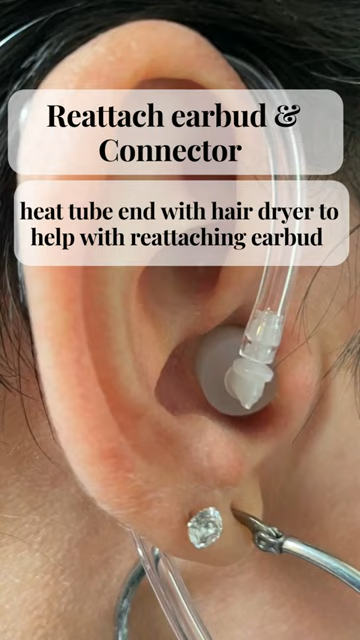 Reattach earbud &
Connector
heat tube end with hair dryer to
help with reattaching earbud